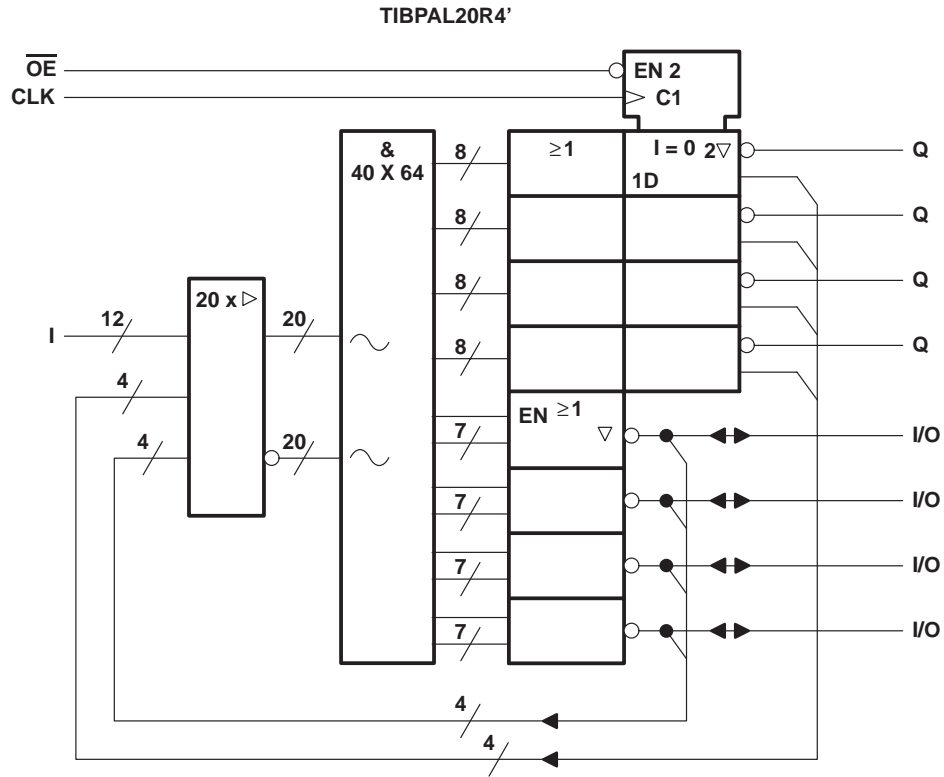 TIBPAL20R4’
OE
EN 2
CLK
C1
&
40 X 64
8
≥1
I = 0 2▽
Q
1D
8
Q
8
Q
20 x ▷
I
12
20
8
Q
4
EN ≥1
▽
7
I/O
4
20
7
I/O
7
I/O
7
I/O
4
4